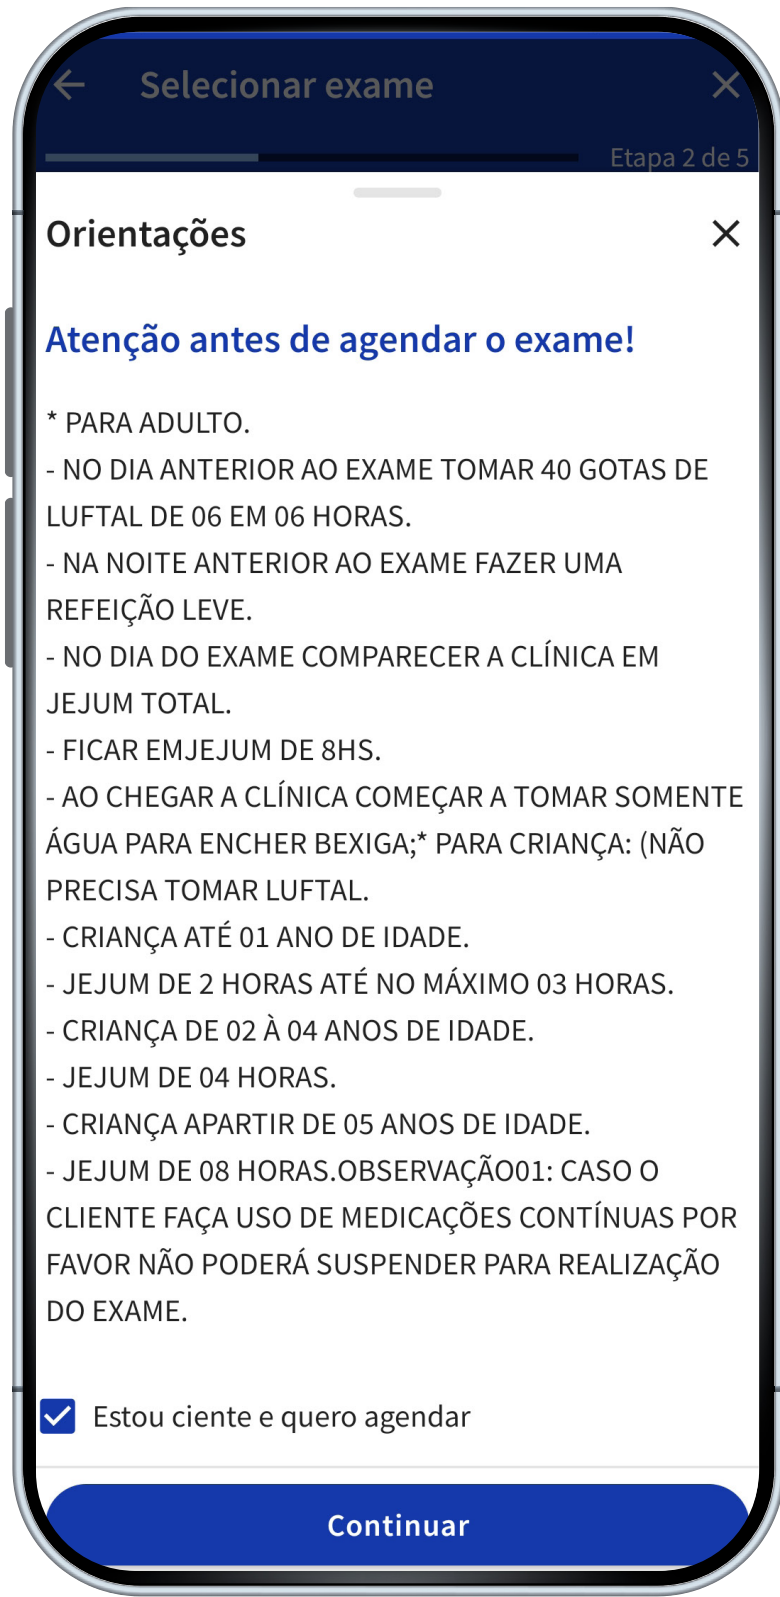 Selecionar exame
Etapa 2 de 5
Orientações
Atenção antes de agendar o exame!
* PARA ADULTO.
- NO DIA ANTERIOR AO EXAME TOMAR 40 GOTAS DE
LUFTAL DE 06 EM 06 HORAS.
- NA NOITE ANTERIOR AO EXAME FAZER UMA
REFEIÇÃO LEVE.
- NO DIA DO EXAME COMPARECER A CLÍNICA EM
JEJUM TOTAL.
- FICAR EMJEJUM DE 8HS.
- AO CHEGAR A CLÍNICA COMEÇAR A TOMAR SOMENTE
ÁGUA PARA ENCHER BEXIGA;* PARA CRIANÇA: (NÃO
PRECISA TOMAR LUFTAL.
- CRIANÇA ATÉ 01 ANO DE IDADE.
- JEJUM DE 2 HORAS ATÉ NO MÁXIMO 03 HORAS.
- CRIANÇA DE 02 À 04 ANOS DE IDADE.
- JEJUM DE 04 HORAS.
- CRIANÇA APARTIR DE 05 ANOS DE IDADE.
- JEJUM DE 08 HORAS.OBSERVAÇÃO01: CASO O
CLIENTE FAÇA USO DE MEDICAÇÕES CONTÍNUAS POR
FAVOR NÃO PODERÁ SUSPENDER PARA REALIZAÇÃO
DO EXAME.
Estou ciente e quero agendar
Continuar